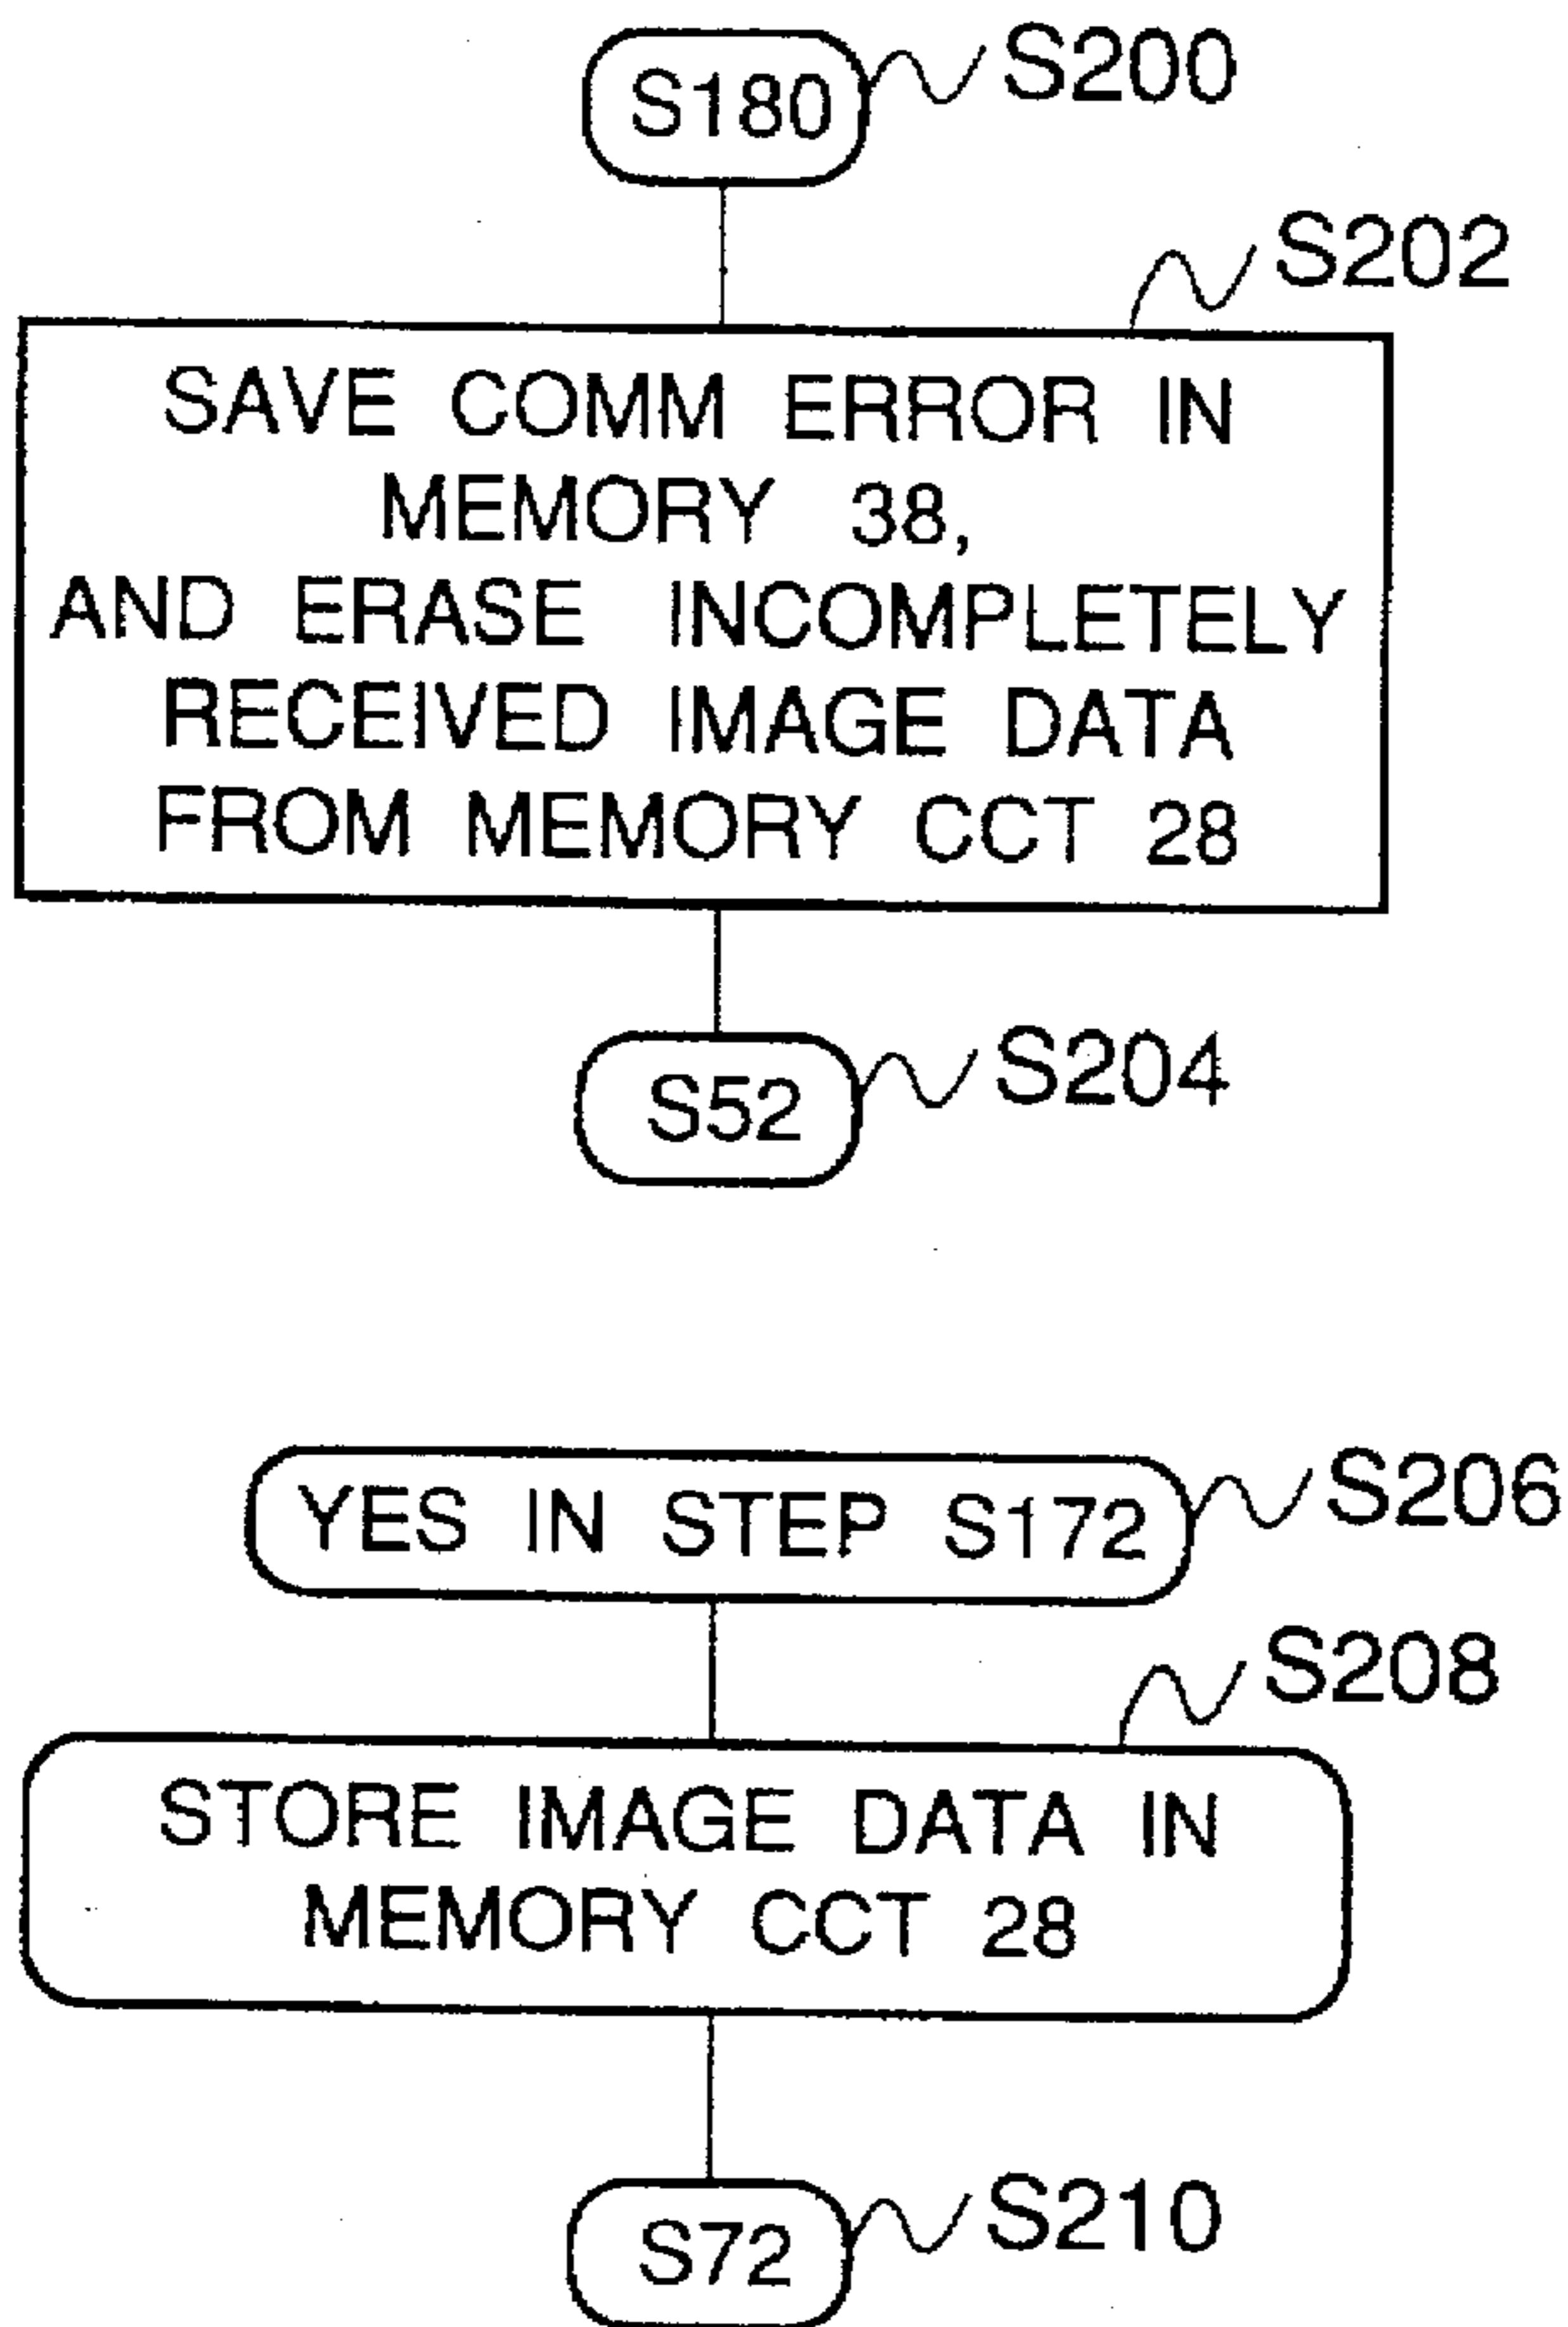 S180
S200
S202
SAVE COMM ERROR IN
MEMORY 38,
AND ERASE INCOMPLETELY
RECEIVED IMAGE DATA
FROM MEMORY CCT 28
S52
S204
YES IN STEP S172
S206
S208
STORE IMAGE DATA IN
MEMORY CCT 28
S72
S210